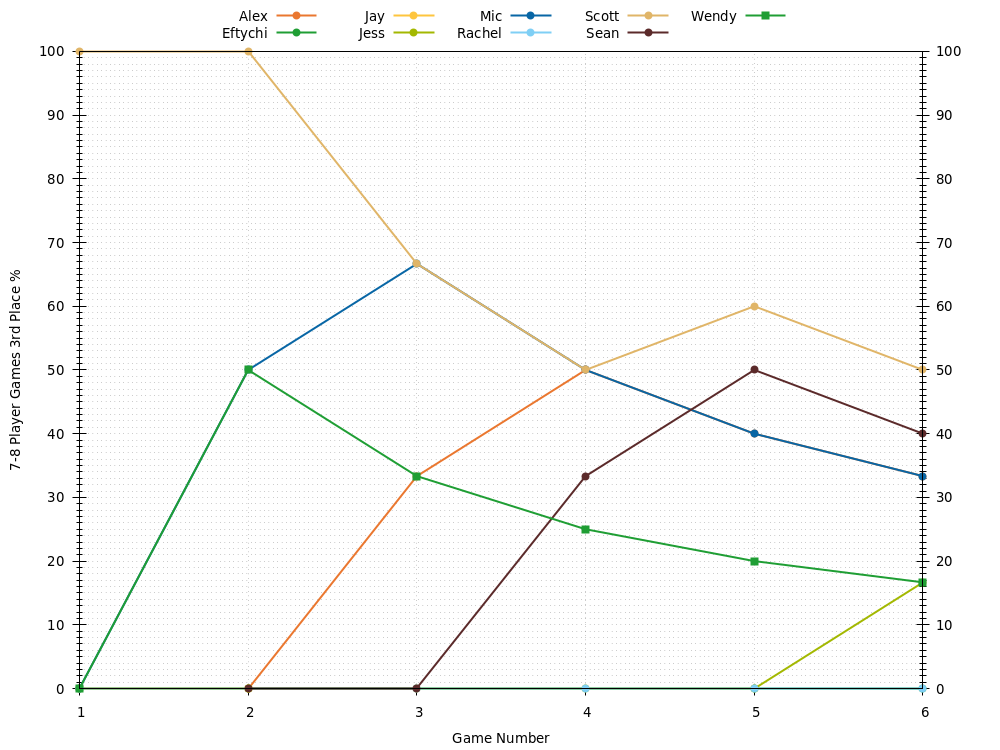 Alex Jay Mic Scott Wendy
Eftychi Jess Rachel Sean
100 100
90 90
80 80
70 70
60 60
50 50
40 40
30 30
20 20
10 10
0 0
7-8 Player Games 3rd Place %
1 2 3 4 5 6
Game Number